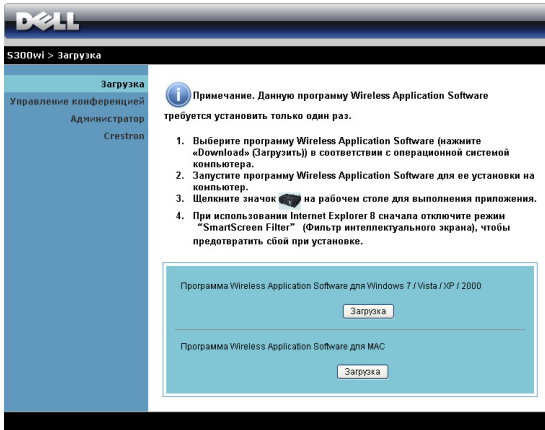 DELL
S300wi > Загрузка
Загрузка
Управление конференцией
Администратор
Crestron
Примечание. Данную программу Wireless Application Software
требуется установить только один раз.
1. Выберите программу Wireless Application Software (нажмите
«Download» (Загрузить)) в соответствии с операционной системой
компьютера.
2. Запустите программу Wireless Application Software для ее установки на
компьютер.
3. Щелкните значок на рабочем столе для выполнения приложения.
4. При использовании Internet Explorer 8 сначала отключите режим
“SmartScreen Filter” (Фильтр интеллектуального экрана), чтобы
предотвратить сбой при установке.
Программа Wireless Application Software для Windows 7 / Vista / XP / 2000
Загрузка
Программа Wireless Application Software для MAC
Загрузка